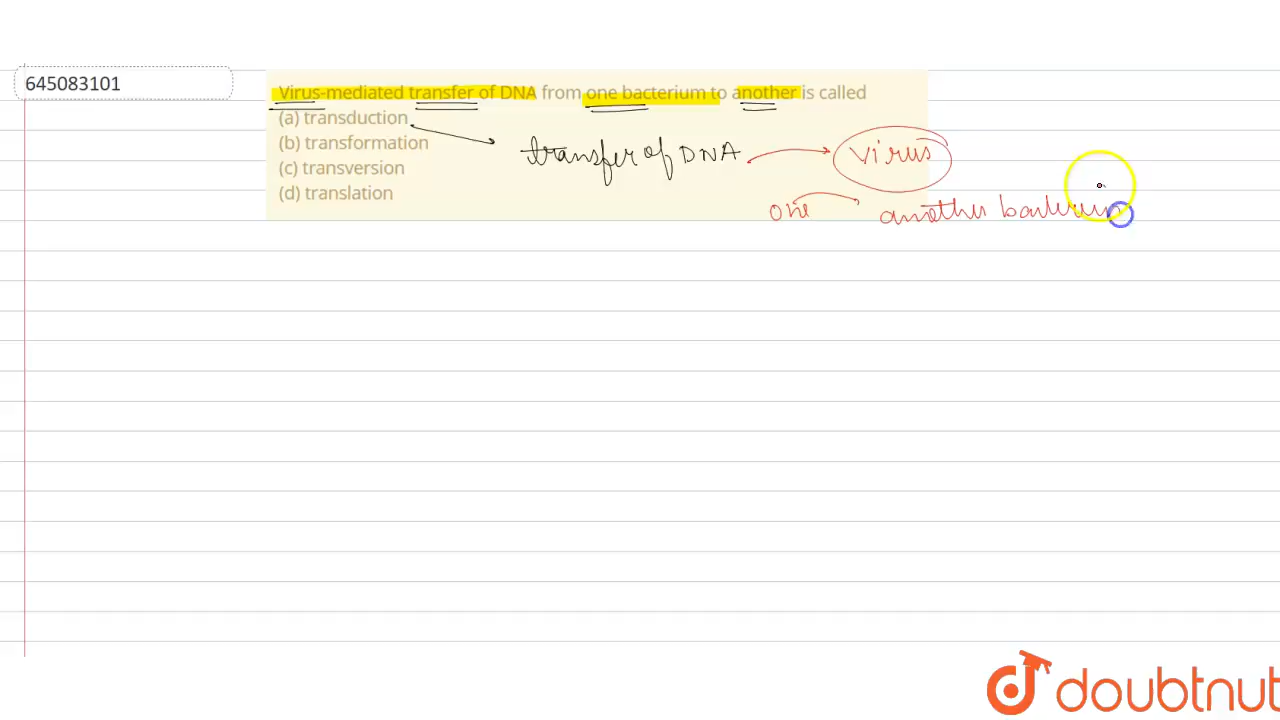 645083101
Virus-mediated transfer of DNA from one bacterium to another is called
(a) transduction
(b) transformation
(c) transversion
(d) translation
transfer of DNA
virus
one
another bacterium
doubtnut